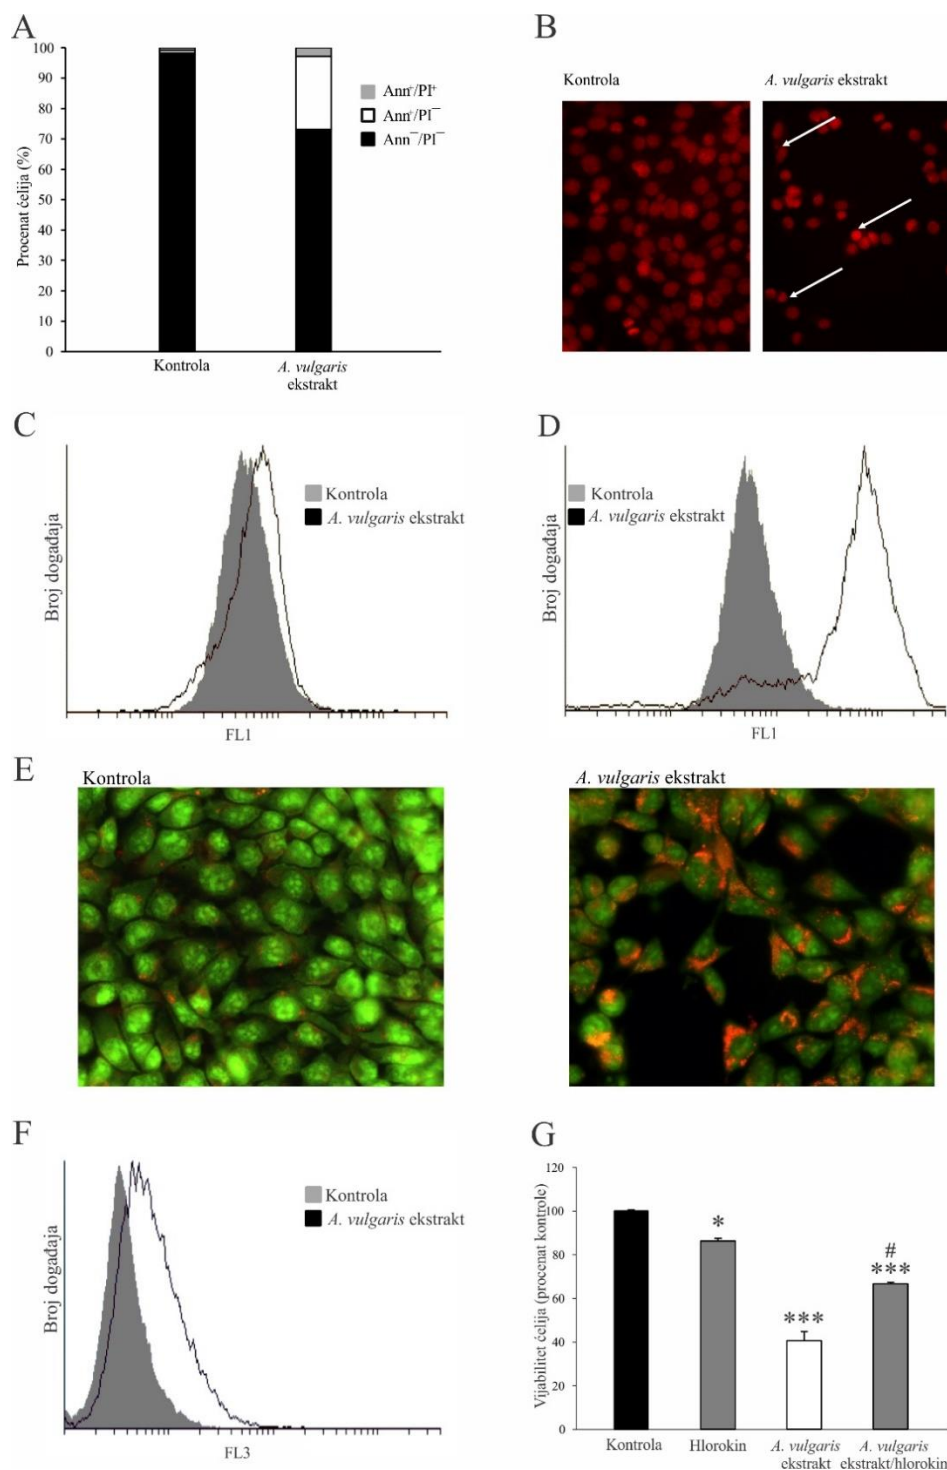 A
100
90
80
70
60
50
40
30
20
10
0
Procenat ćelija (%)
Kontrola
A. vulgaris
ekstrakt
Ann⁺/PI⁺
Ann⁺/PI⁻
Ann⁻/PI⁻
B
Kontrola
A. vulgaris ekstrakt
C
Broj događaja
FL1
Kontrola
A. vulgaris ekstrakt
D
Broj događaja
FL1
Kontrola
A. vulgaris ekstrakt
E
Kontrola
A. vulgaris ekstrakt
F
Broj događaja
FL3
Kontrola
A. vulgaris ekstrakt
G
120
100
80
60
40
20
0
Vijabilitet ćelija (procenat kontrole)
*
***
#
***
Kontrola
Hlorokin
A. vulgaris
ekstrakt
A. vulgaris
ekstrakt/hlorokin